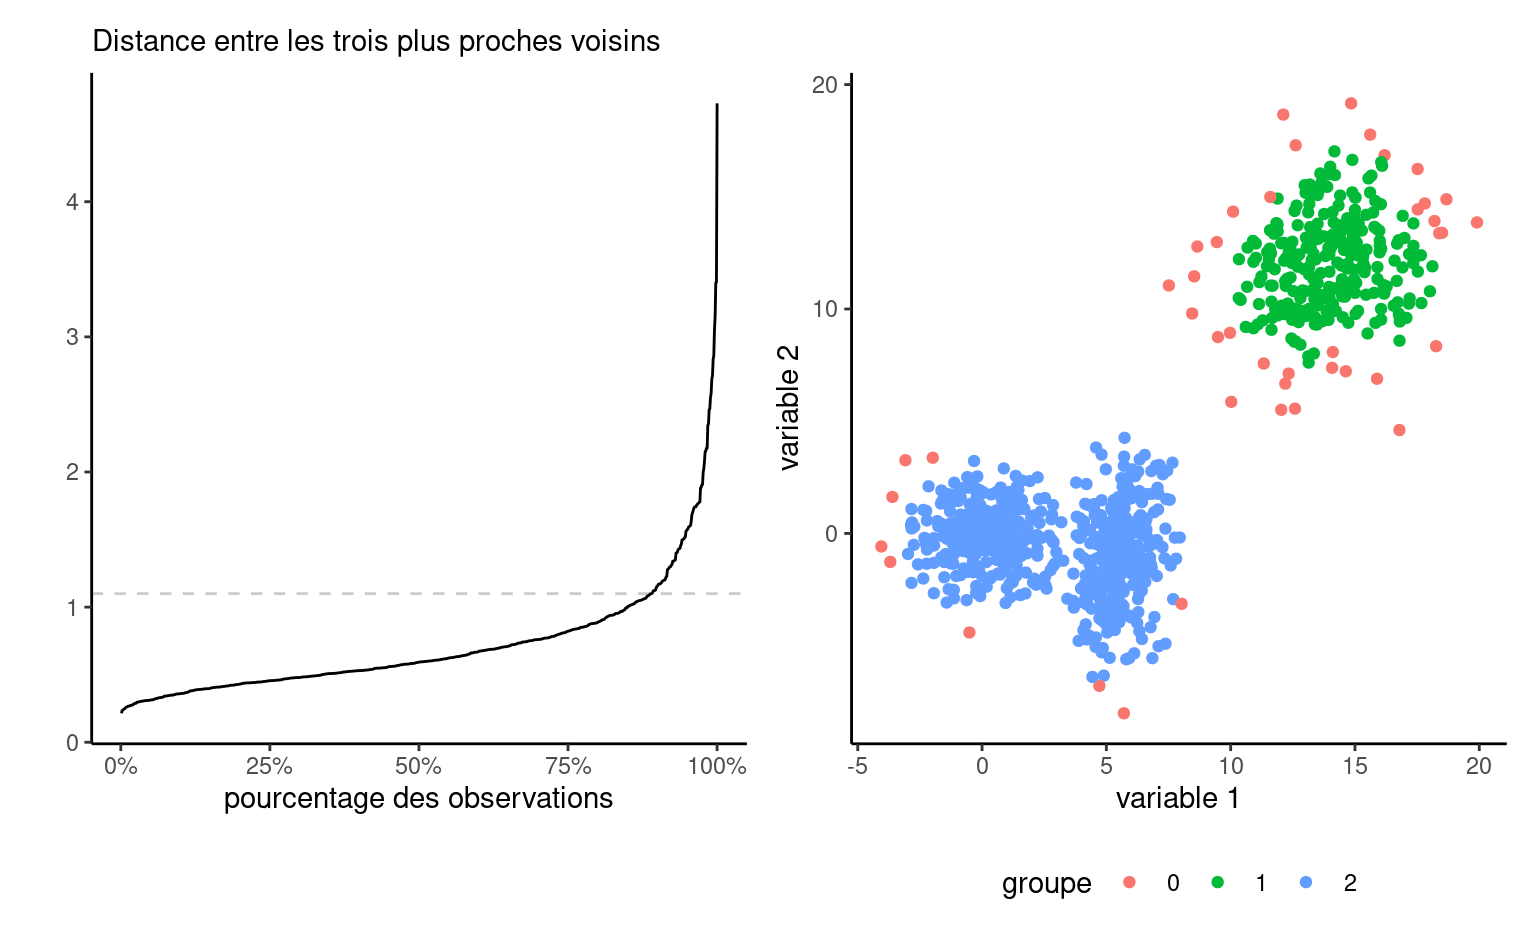 Distance entre les trois plus proches voisins
4
3
2
1
0
0% 25% 50% 75% 100%
pourcentage des observations
20
10
0
variable 2
-5 0 5 10 15 20
variable 1
groupe 0 1 2